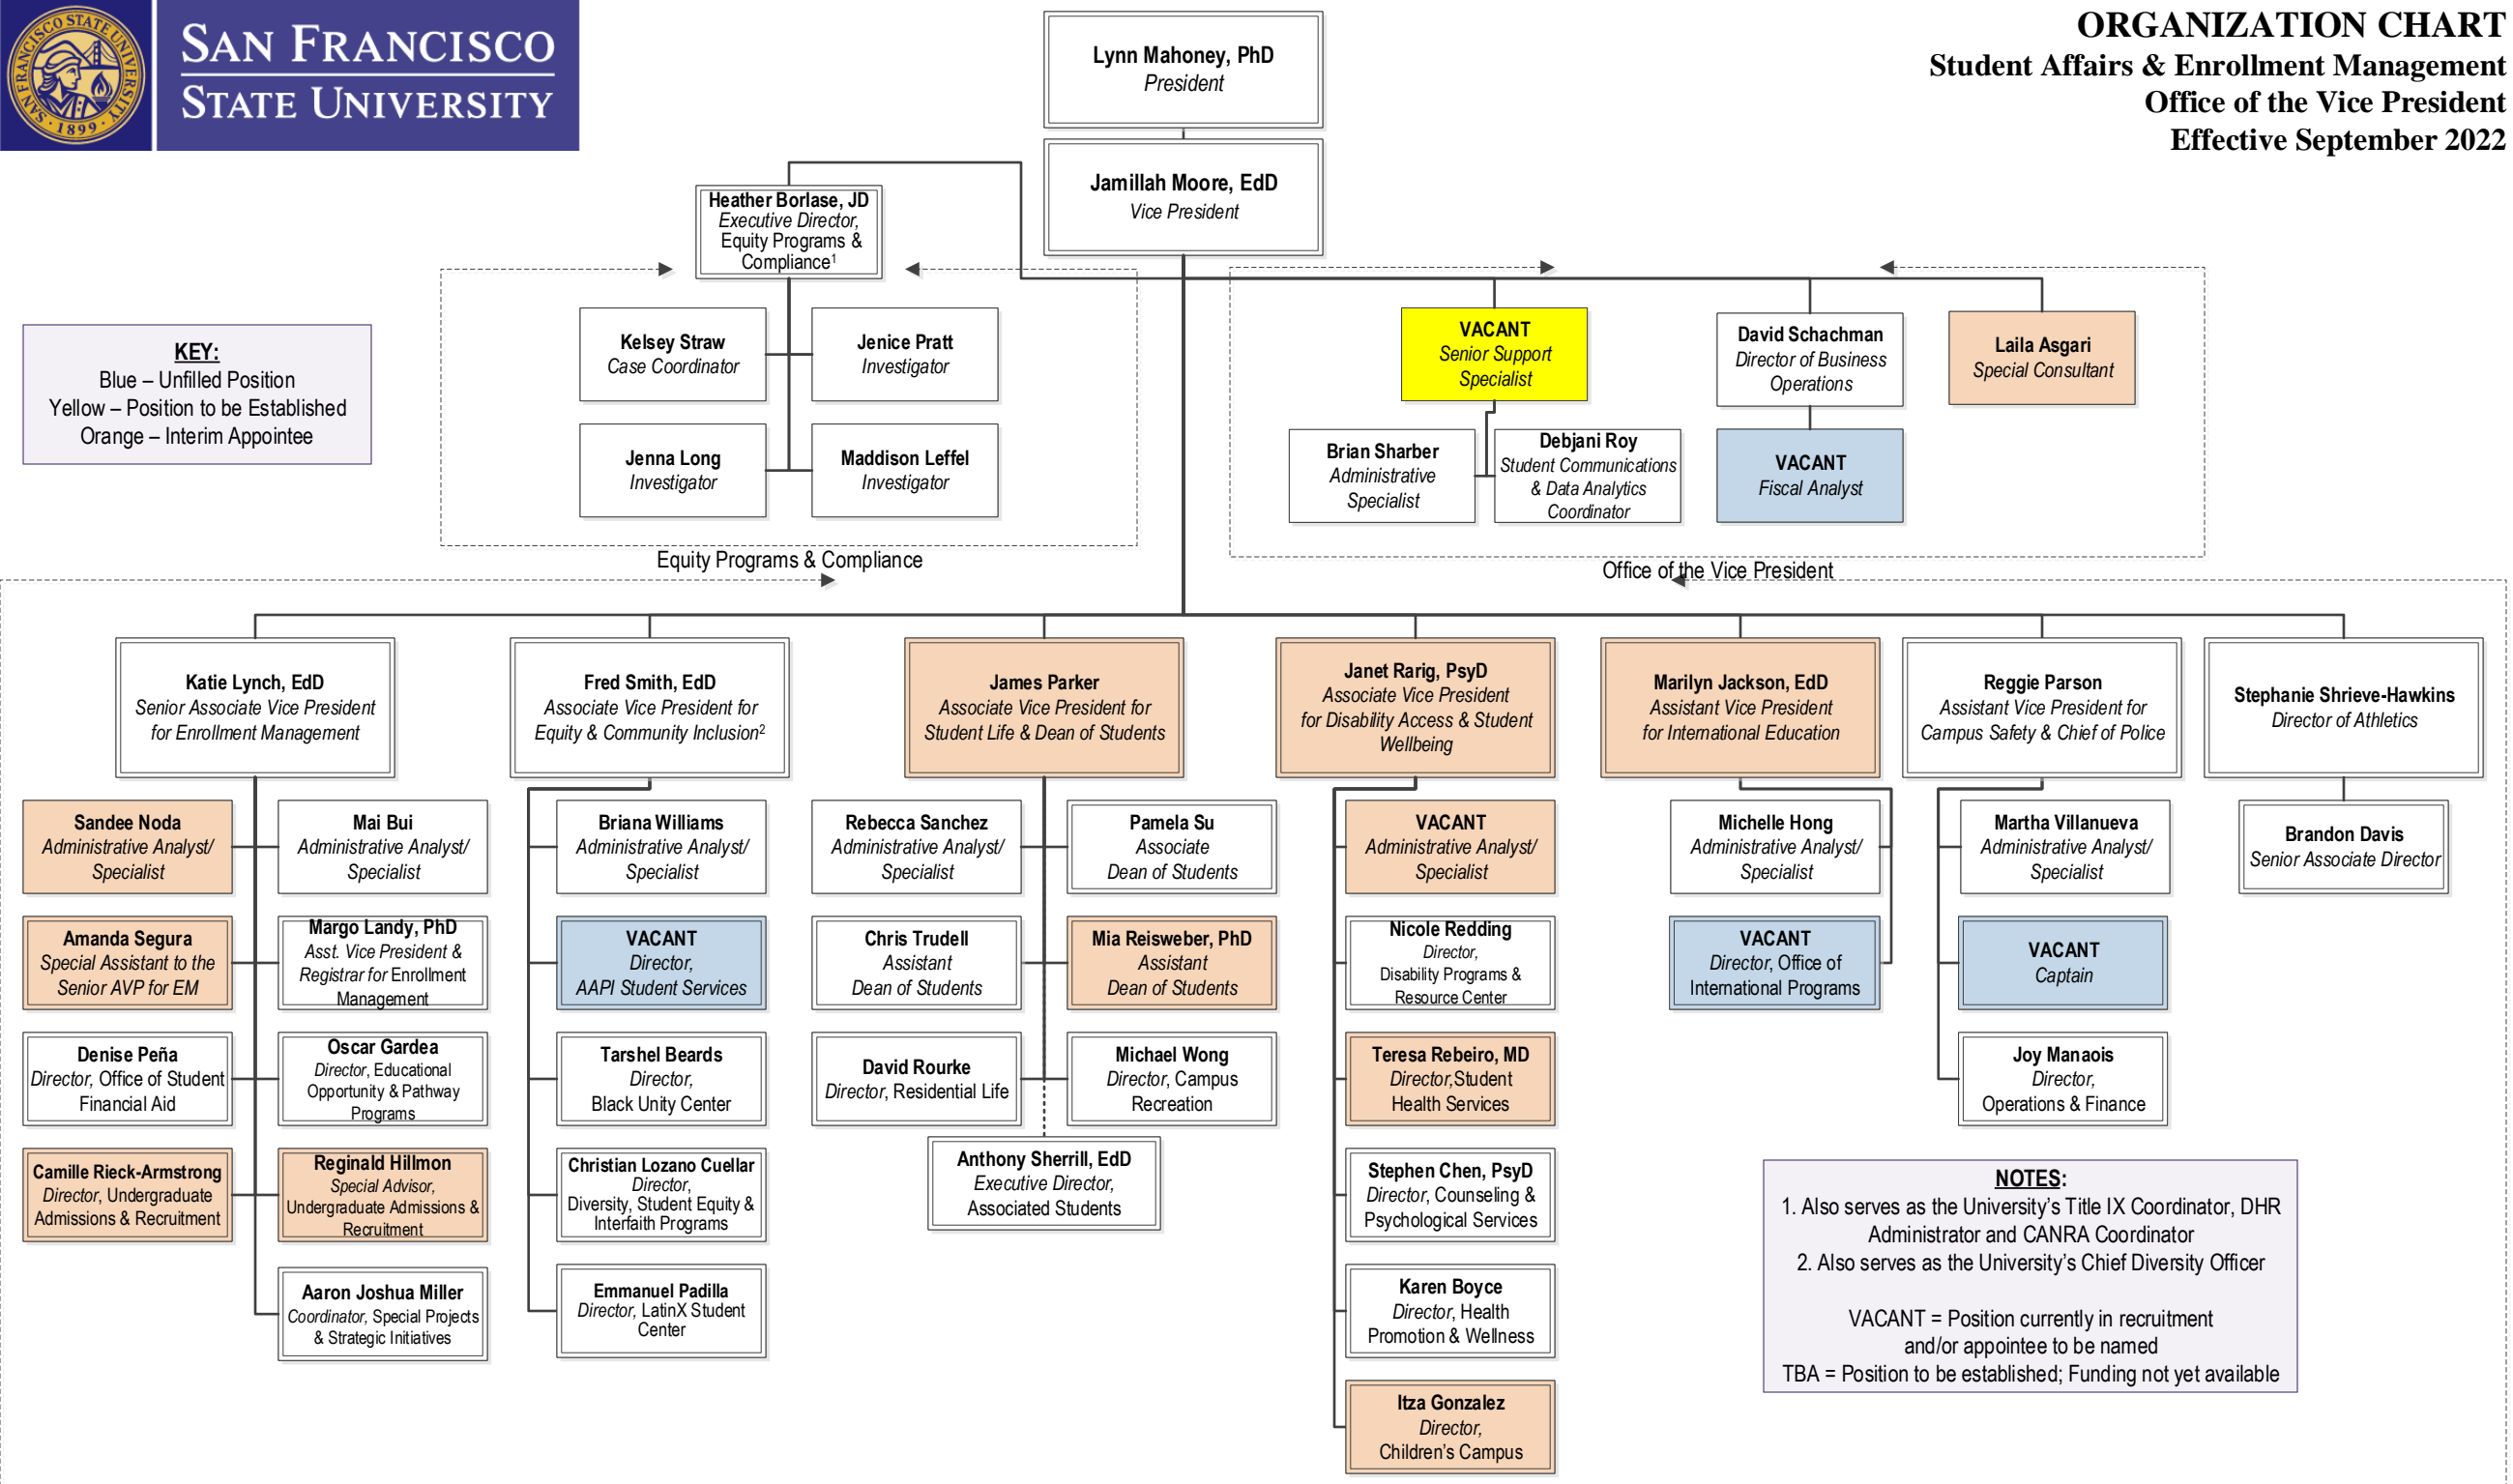 SAN FRANCISCO STATE UNIVERSITY
· 1899 ·
SAN FRANCISCO
STATE UNIVERSITY
ORGANIZATION CHART
Student Affairs & Enrollment Management
Office of the Vice President
Effective September 2022
Lynn Mahoney, PhD
President
Jamillah Moore, EdD
Vice President
Heather Borlase, JD
Executive Director,
Equity Programs &
Compliance1
KEY:
Blue – Unfilled Position
Yellow – Position to be Established
Orange – Interim Appointee
Kelsey Straw
Case Coordinator
Jenice Pratt
Investigator
Jenna Long
Investigator
Maddison Leffel
Investigator
Equity Programs & Compliance
VACANT
Senior Support
Specialist
David Schachman
Director of Business
Operations
Laila Asgari
Special Consultant
Brian Sharber
Administrative
Specialist
Debjani Roy
Student Communications
& Data Analytics
Coordinator
VACANT
Fiscal Analyst
Office of the Vice President
Katie Lynch, EdD
Senior Associate Vice President
for Enrollment Management
Fred Smith, EdD
Associate Vice President for
Equity & Community Inclusion2
James Parker
Associate Vice President for
Student Life & Dean of Students
Janet Rarig, PsyD
Associate Vice President
for Disability Access & Student
Wellbeing
Marilyn Jackson, EdD
Assistant Vice President
for International Education
Reggie Parson
Assistant Vice President for
Campus Safety & Chief of Police
Stephanie Shrieve-Hawkins
Director of Athletics
Sandee Noda
Administrative Analyst/
Specialist
Mai Bui
Administrative Analyst/
Specialist
Amanda Segura
Special Assistant to the
Senior AVP for EM
Margo Landy, PhD
Asst. Vice President &
Registrar for Enrollment
Management
Denise Peña
Director, Office of Student
Financial Aid
Oscar Gardea
Director, Educational
Opportunity & Pathway
Programs
Camille Rieck-Armstrong
Director, Undergraduate
Admissions & Recruitment
Reginald Hillmon
Special Advisor,
Undergraduate Admissions &
Recruitment
Aaron Joshua Miller
Coordinator, Special Projects
& Strategic Initiatives
Briana Williams
Administrative Analyst/
Specialist
VACANT
Director,
AAPI Student Services
Tarshel Beards
Director,
Black Unity Center
Christian Lozano Cuellar
Director,
Diversity, Student Equity &
Interfaith Programs
Emmanuel Padilla
Director, LatinX Student
Center
Rebecca Sanchez
Administrative Analyst/
Specialist
Pamela Su
Associate
Dean of Students
Chris Trudell
Assistant
Dean of Students
Mia Reisweber, PhD
Assistant
Dean of Students
David Rourke
Director, Residential Life
Michael Wong
Director, Campus
Recreation
Anthony Sherrill, EdD
Executive Director,
Associated Students
VACANT
Administrative Analyst/
Specialist
Nicole Redding
Director,
Disability Programs &
Resource Center
Teresa Rebeiro, MD
Director,Student
Health Services
Stephen Chen, PsyD
Director, Counseling &
Psychological Services
Karen Boyce
Director, Health
Promotion & Wellness
Itza Gonzalez
Director,
Children's Campus
Michelle Hong
Administrative Analyst/
Specialist
VACANT
Director, Office of
International Programs
Martha Villanueva
Administrative Analyst/
Specialist
VACANT
Captain
Joy Manaois
Director,
Operations & Finance
Brandon Davis
Senior Associate Director
NOTES:
1. Also serves as the University's Title IX Coordinator, DHR
Administrator and CANRA Coordinator
2. Also serves as the University's Chief Diversity Officer
VACANT = Position currently in recruitment
and/or appointee to be named
TBA = Position to be established; Funding not yet available